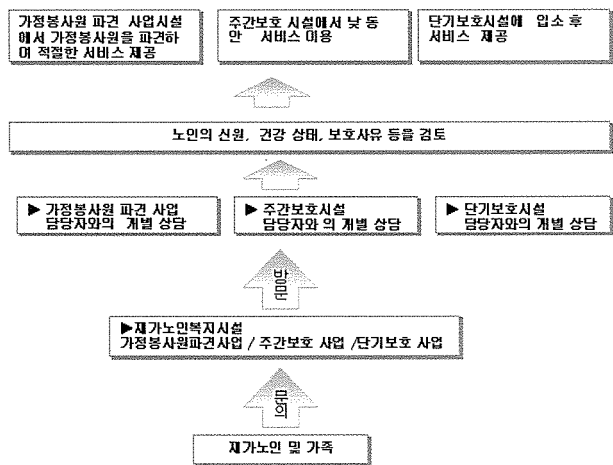 가정봉사원 파견 사업시설
에서 가정봉사원을 파견하
여 적절한 서비스 제공
주간보호 시설에서 낮 동
안 서비스 이용
단기보호시설에 입소 후
서비스 제공
노인의 신원, 건강 상태, 보호사유 등을 검토
▶ 가정봉사원 파견 사업
담당자와의 개별 상담
▶ 주간보호시설
담당자와 의 개별 상담
▶ 단기보호시설
담당자와의 개별 상담
방문
▶재가노인복지시설
가정봉사원파견사업 / 주간보호 사업 /단기보호 사업
문의
재가노인 및 가족